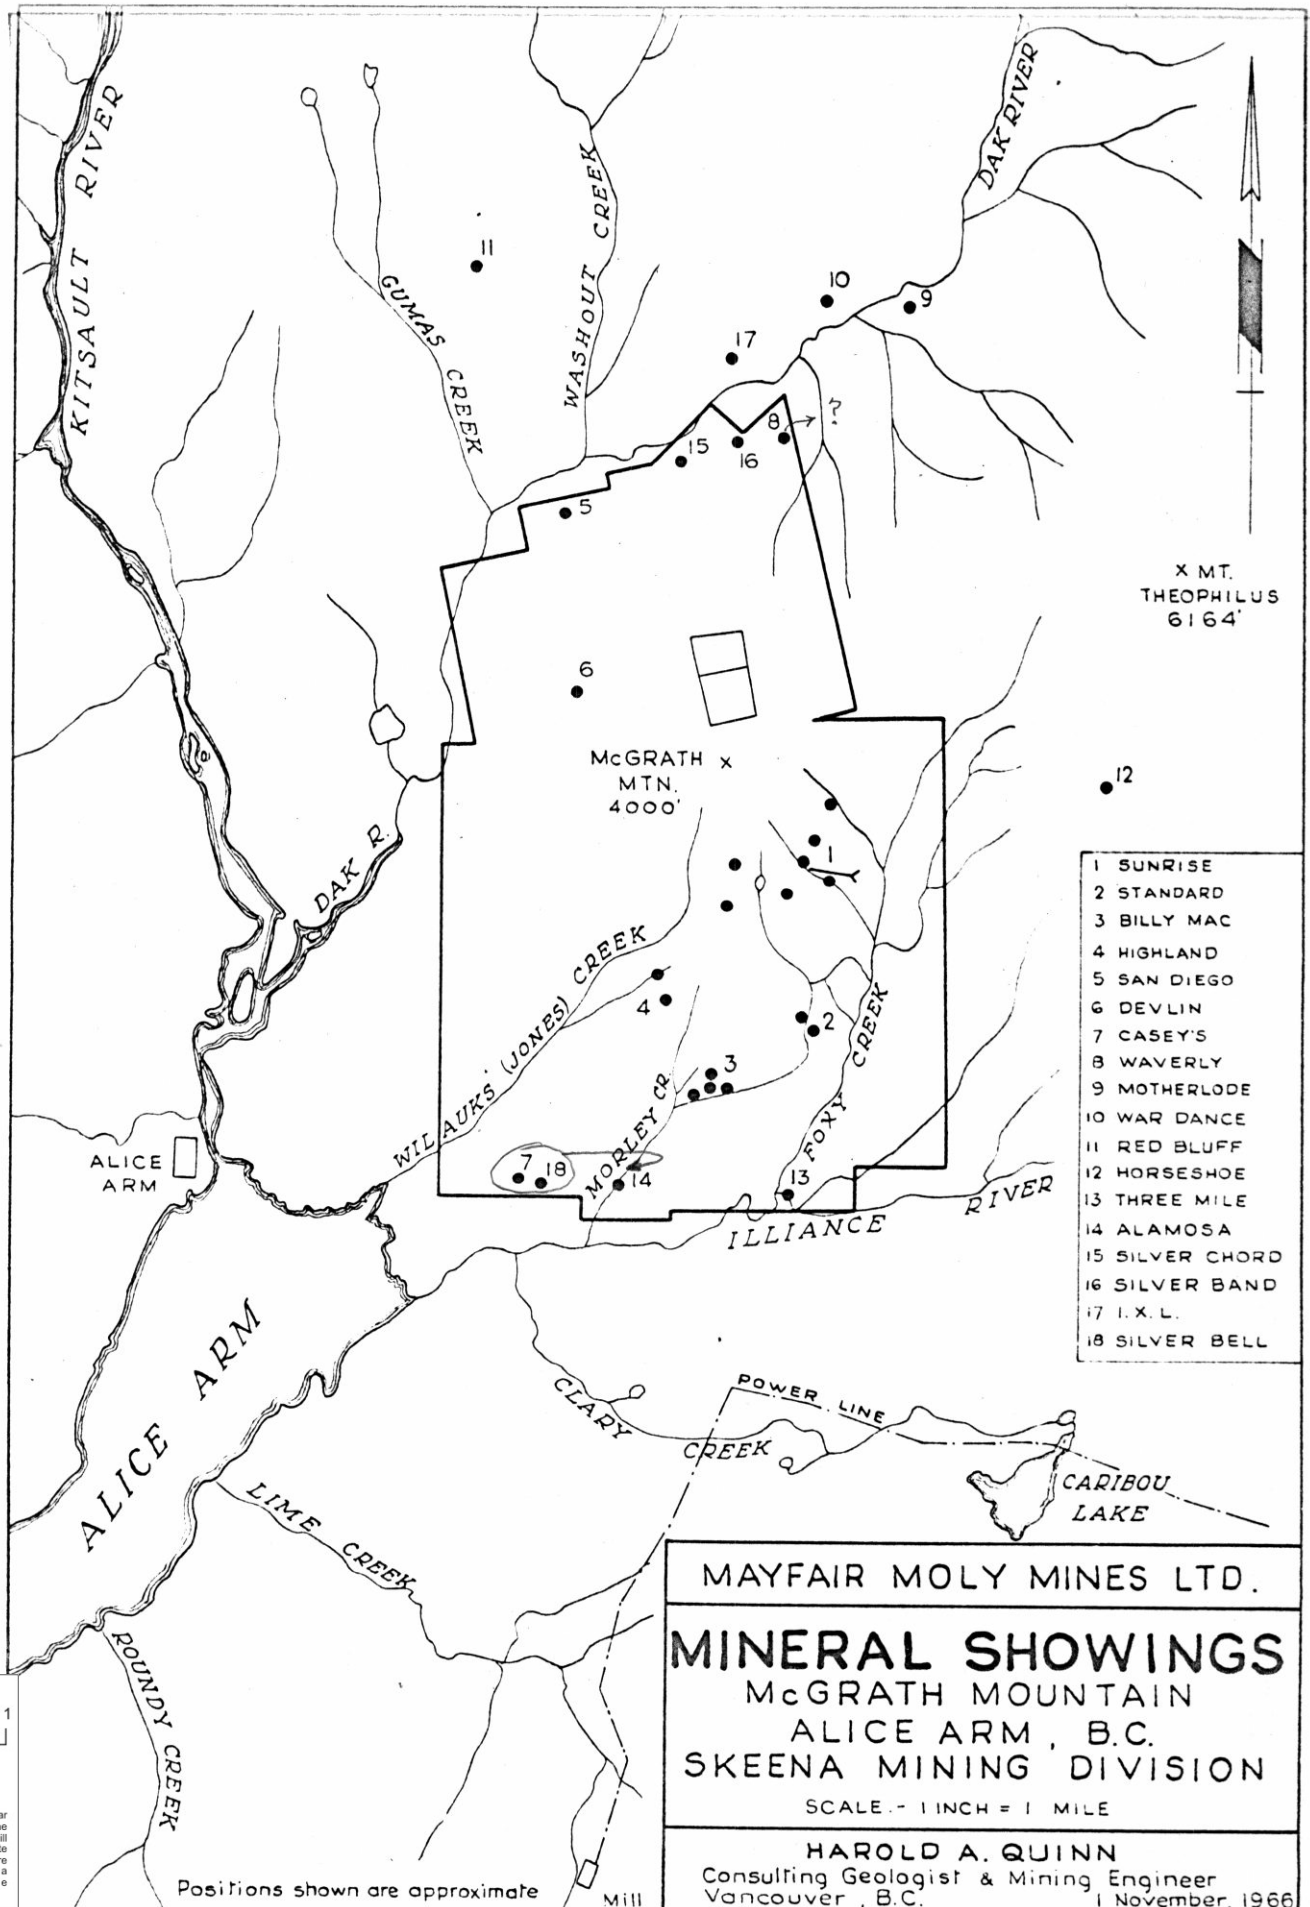 KITSAULT RIVER
GUMAS CREEK
WASHOUT CREEK
DAK RIVER
11
10
9
17
8
?
15
16
5
X MT.
THEOPHILUS
6164'
6
McGRATH X
MTN.
4000'
12
1
DAK R.
WILAUKS' (JONES) CREEK
4
2
3
MORLEY CR.
FOXY CREEK
7
18
14
13
ALICE
ARM
ILLIANCE RIVER
1 SUNRISE
2 STANDARD
3 BILLY MAC
4 HIGHLAND
5 SAN DIEGO
6 DEVLIN
7 CASEY'S
8 WAVERLY
9 MOTHERLODE
10 WAR DANCE
11 RED BLUFF
12 HORSESHOE
13 THREE MILE
14 ALAMOSA
15 SILVER CHORD
16 SILVER BAND
17 I.X.L.
18 SILVER BELL
ALICE ARM
CLARY CREEK
POWER LINE
CARIBOU
LAKE
LIME CREEK
ROUNDY CREEK
Positions shown are approximate
Mill
MAYFAIR MOLY MINES LTD.
MINERAL SHOWINGS
McGRATH MOUNTAIN
ALICE ARM, B.C.
SKEENA MINING DIVISION
SCALE.- 1 INCH = 1 MILE
HAROLD A. QUINN
Consulting Geologist & Mining Engineer
Vancouver, B.C. 1 November, 1966
1